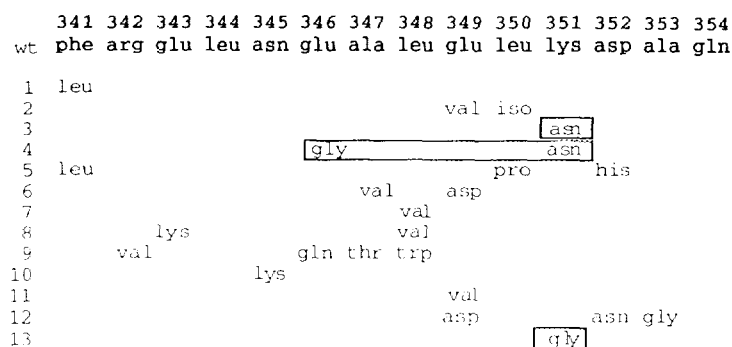 341 342 343 344 345 346 347 348 349 350 351 352 353 354
wt phe arg glu leu asn glu ala leu glu leu lys asp ala gln
1 leu
2 val iso
3 asn
4 gly asn
5 leu pro his
6 val asp
7 val
8 lys val
9 val gln thr trp
10 lys
11 val
12 asp asn gly
13 gly